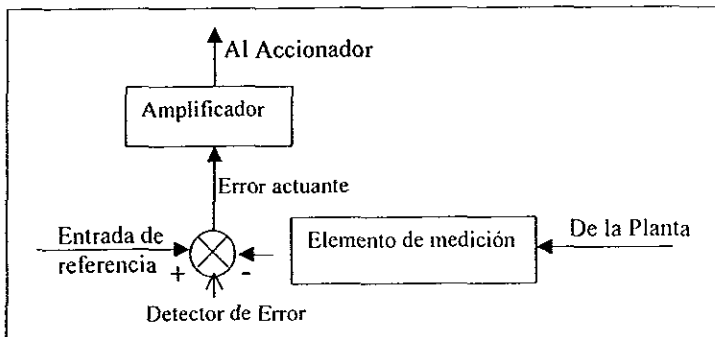 Al Accionador
Amplificador
Error actuante
Entrada de
referencia
+
-
Elemento de medición
De la Planta
Detector de Error